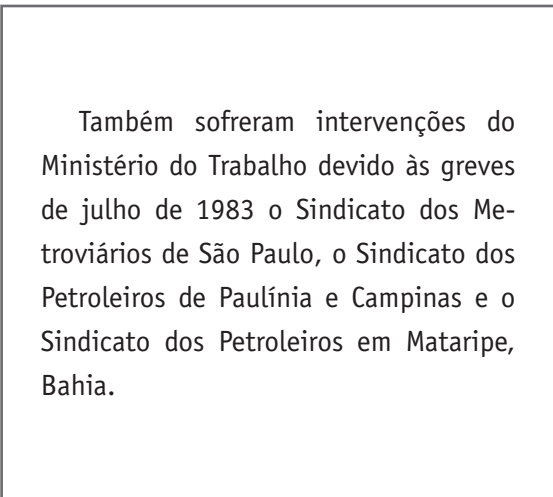 Também sofreram intervenções do
Ministério do Trabalho devido às greves
de julho de 1983 o Sindicato dos Me-
troviários de São Paulo, o Sindicato dos
Petroleiros de Paulínia e Campinas e o
Sindicato dos Petroleiros em Mataripe,
Bahia.